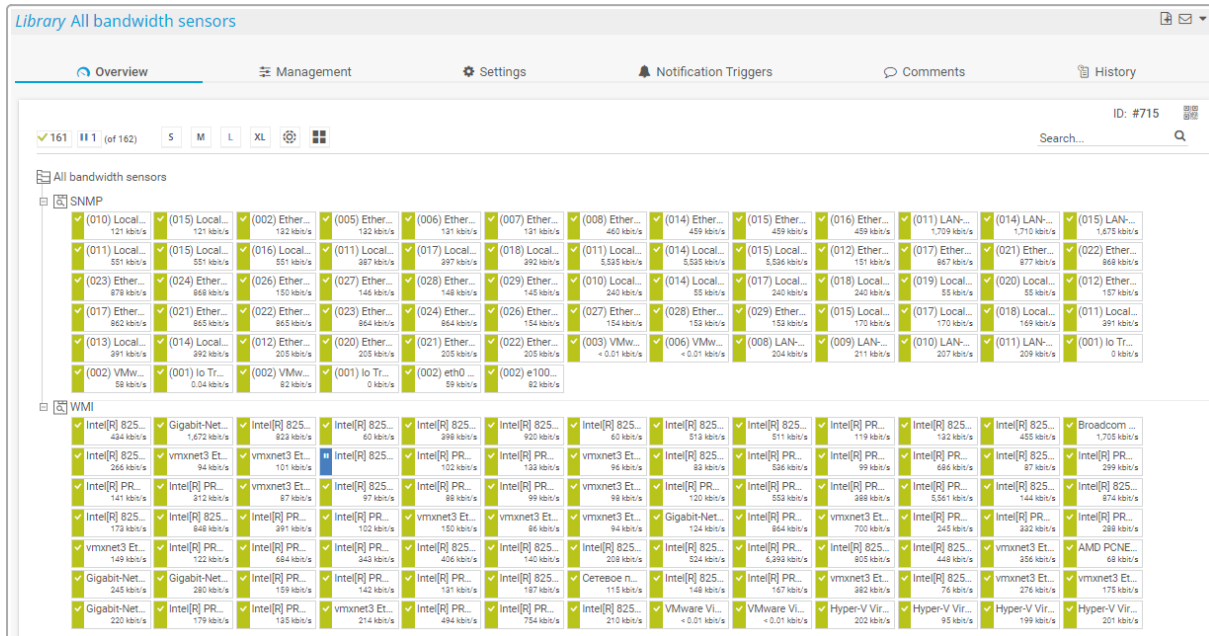 Library All bandwidth sensors
Overview Management Settings Notification Triggers Comments History
ID: #715
161 1 (of 162) S M L XL Search...
All bandwidth sensors
SNMP
(010) Local... (015) Local... (002) Ether... (005) Ether... (006) Ether... (007) Ether... (008) Ether... (014) Ether... (015) Ether... (016) Ether... (011) LAN-... (014) LAN-... (015) LAN-...
121 kbit/s 121 kbit/s 132 kbit/s 132 kbit/s 131 kbit/s 131 kbit/s 460 kbit/s 459 kbit/s 459 kbit/s 459 kbit/s 1,709 kbit/s 1,710 kbit/s 1,675 kbit/s
(011) Local... (015) Local... (016) Local... (011) Local... (017) Local... (018) Local... (011) Local... (014) Local... (015) Local... (012) Ether... (017) Ether... (021) Ether... (022) Ether...
551 kbit/s 551 kbit/s 551 kbit/s 387 kbit/s 397 kbit/s 392 kbit/s 5,535 kbit/s 5,535 kbit/s 5,536 kbit/s 151 kbit/s 867 kbit/s 877 kbit/s 868 kbit/s
(023) Ether... (024) Ether... (026) Ether... (027) Ether... (028) Ether... (029) Ether... (010) Local... (014) Local... (017) Local... (018) Local... (019) Local... (020) Local... (012) Ether...
878 kbit/s 868 kbit/s 150 kbit/s 146 kbit/s 148 kbit/s 145 kbit/s 240 kbit/s 55 kbit/s 240 kbit/s 240 kbit/s 55 kbit/s 55 kbit/s 157 kbit/s
(017) Ether... (021) Ether... (022) Ether... (023) Ether... (024) Ether... (026) Ether... (027) Ether... (028) Ether... (029) Ether... (015) Local... (017) Local... (018) Local... (011) Local...
862 kbit/s 865 kbit/s 865 kbit/s 864 kbit/s 864 kbit/s 154 kbit/s 154 kbit/s 153 kbit/s 153 kbit/s 170 kbit/s 170 kbit/s 169 kbit/s 391 kbit/s
(013) Local... (014) Local... (012) Ether... (020) Ether... (021) Ether... (022) Ether... (003) VMw... (006) VMw... (008) LAN-... (009) LAN-... (010) LAN-... (011) LAN-... (001) Io Tr...
391 kbit/s 392 kbit/s 205 kbit/s 205 kbit/s 205 kbit/s 205 kbit/s < 0.01 kbit/s < 0.01 kbit/s 204 kbit/s 211 kbit/s 207 kbit/s 209 kbit/s 0 kbit/s
(002) VMw... (001) Io Tr... (002) VMw... (001) Io Tr... (002) eth0 ... (002) e100...
58 kbit/s 0.04 kbit/s 82 kbit/s 0 kbit/s 59 kbit/s 82 kbit/s
WMI
Intel[R] 825... Gigabit-Net... Intel[R] 825... Intel[R] 825... Intel[R] 825... Intel[R] 825... Intel[R] 825... Intel[R] 825... Intel[R] 825... Intel[R] PR... Intel[R] 825... Intel[R] 825... Broadcom ...
434 kbit/s 1,672 kbit/s 823 kbit/s 60 kbit/s 398 kbit/s 920 kbit/s 60 kbit/s 513 kbit/s 511 kbit/s 119 kbit/s 132 kbit/s 455 kbit/s 1,705 kbit/s
Intel[R] 825... vmxnet3 Et... vmxnet3 Et... Intel[R] 825... Intel[R] PR... Intel[R] PR... vmxnet3 Et... Intel[R] 825... Intel[R] PR... Intel[R] PR... Intel[R] PR... Intel[R] 825... Intel[R] PR...
266 kbit/s 94 kbit/s 101 kbit/s 102 kbit/s 133 kbit/s 96 kbit/s 83 kbit/s 536 kbit/s 99 kbit/s 686 kbit/s 87 kbit/s 299 kbit/s
Intel[R] PR... Intel[R] PR... vmxnet3 Et... Intel[R] 825... Intel[R] PR... Intel[R] PR... vmxnet3 Et... Intel[R] PR... Intel[R] PR... Intel[R] PR... Intel[R] PR... Intel[R] 825... Intel[R] 825...
141 kbit/s 312 kbit/s 87 kbit/s 97 kbit/s 88 kbit/s 99 kbit/s 98 kbit/s 120 kbit/s 553 kbit/s 388 kbit/s 5,561 kbit/s 144 kbit/s 874 kbit/s
Intel[R] 825... Intel[R] 825... Intel[R] PR... Intel[R] PR... vmxnet3 Et... vmxnet3 Et... vmxnet3 Et... Gigabit-Net... Intel[R] PR... vmxnet3 Et... Intel[R] PR... Intel[R] PR... Intel[R] PR...
173 kbit/s 848 kbit/s 391 kbit/s 102 kbit/s 150 kbit/s 86 kbit/s 94 kbit/s 124 kbit/s 864 kbit/s 700 kbit/s 245 kbit/s 332 kbit/s 288 kbit/s
vmxnet3 Et... Intel[R] PR... Intel[R] PR... Intel[R] PR... Intel[R] 825... Intel[R] 825... Intel[R] 825... Intel[R] 825... Intel[R] PR... Intel[R] 825... Intel[R] 825... vmxnet3 Et... AMD PCNE...
149 kbit/s 122 kbit/s 684 kbit/s 343 kbit/s 406 kbit/s 140 kbit/s 208 kbit/s 524 kbit/s 6,393 kbit/s 805 kbit/s 448 kbit/s 356 kbit/s 68 kbit/s
Gigabit-Net... Gigabit-Net... Intel[R] PR... Intel[R] PR... Intel[R] PR... Intel[R] 825... Сетевое п... Intel[R] 825... Intel[R] PR... vmxnet3 Et... Intel[R] 825... vmxnet3 Et... vmxnet3 Et...
245 kbit/s 280 kbit/s 159 kbit/s 142 kbit/s 131 kbit/s 187 kbit/s 115 kbit/s 148 kbit/s 167 kbit/s 382 kbit/s 76 kbit/s 276 kbit/s 175 kbit/s
Gigabit-Net... Intel[R] PR... Intel[R] PR... vmxnet3 Et... Intel[R] PR... Intel[R] PR... Intel[R] 825... VMware Vi... VMware Vi... Hyper-V Vir... Hyper-V Vir... Hyper-V Vir... Hyper-V Vir...
220 kbit/s 179 kbit/s 135 kbit/s 214 kbit/s 494 kbit/s 754 kbit/s 210 kbit/s < 0.01 kbit/s < 0.01 kbit/s 202 kbit/s 95 kbit/s 199 kbit/s 201 kbit/s